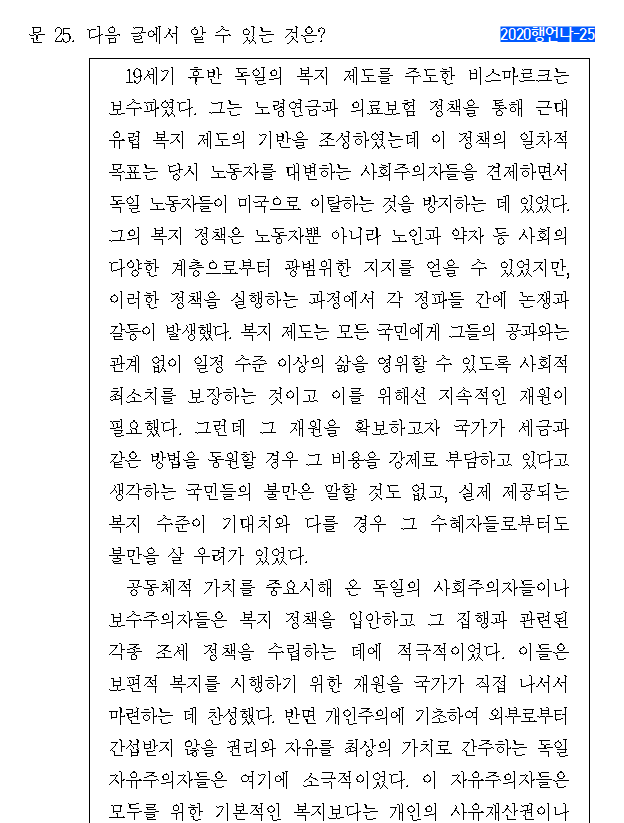 문 25. 다음 글에서 알 수 있는 것은?
2020행언나-25
19세기 후반 독일의 복지 제도를 주도한 비스마르크는
보수파였다. 그는 노령연금과 의료보험 정책을 통해 근대
유럽 복지 제도의 기반을 조성하였는데 이 정책의 일차적
목표는 당시 노동자를 대변하는 사회주의자들을 견제하면서
독일 노동자들이 미국으로 이탈하는 것을 방지하는 데 있었다.
그의 복지 정책은 노동자뿐 아니라 노인과 약자 등 사회의
다양한 계층으로부터 광범위한 지지를 얻을 수 있었지만,
이러한 정책을 실행하는 과정에서 각 정파들 간에 논쟁과
갈등이 발생했다. 복지 제도는 모든 국민에게 그들의 공과와는
관계 없이 일정 수준 이상의 삶을 영위할 수 있도록 사회적
최소치를 보장하는 것이고 이를 위해선 지속적인 재원이
필요했다. 그런데 그 재원을 확보하고자 국가가 세금과
같은 방법을 동원할 경우 그 비용을 강제로 부담하고 있다고
생각하는 국민들의 불만은 말할 것도 없고, 실제 제공되는
복지 수준이 기대치와 다를 경우 그 수혜자들로부터도
불만을 살 우려가 있었다.
공동체적 가치를 중요시해 온 독일의 사회주의자들이나
보수주의자들은 복지 정책을 입안하고 그 집행과 관련된
각종 조세 정책을 수립하는 데에 적극적이었다. 이들은
보편적 복지를 시행하기 위한 재원을 국가가 직접 나서서
마련하는 데 찬성했다. 반면 개인주의에 기초하여 외부로부터
간섭받지 않을 권리와 자유를 최상의 가치로 간주하는 독일
자유주의자들은 여기에 소극적이었다. 이 자유주의자들은
모두를 위한 기본적인 복지보다는 개인의 사유재산권이나